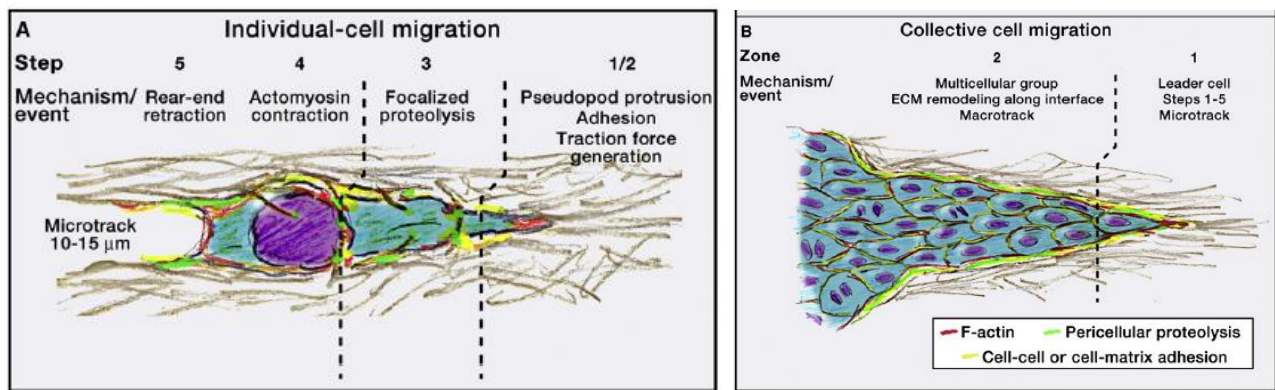 A
Individual-cell migration
Step 5 4 3 1/2
Mechanism/ event
Rear-end retraction
Actomyosin contraction
Focalized proteolysis
Pseudopod protrusion
Adhesion
Traction force generation
Microtrack
10-15 μm
B
Collective cell migration
Zone 2 1
Mechanism/ event
Multicellular group
ECM remodeling along interface
Macrotrack
Leader cell
Steps 1-5
Microtrack
F-actin
Pericellular proteolysis
Cell-cell or cell-matrix adhesion